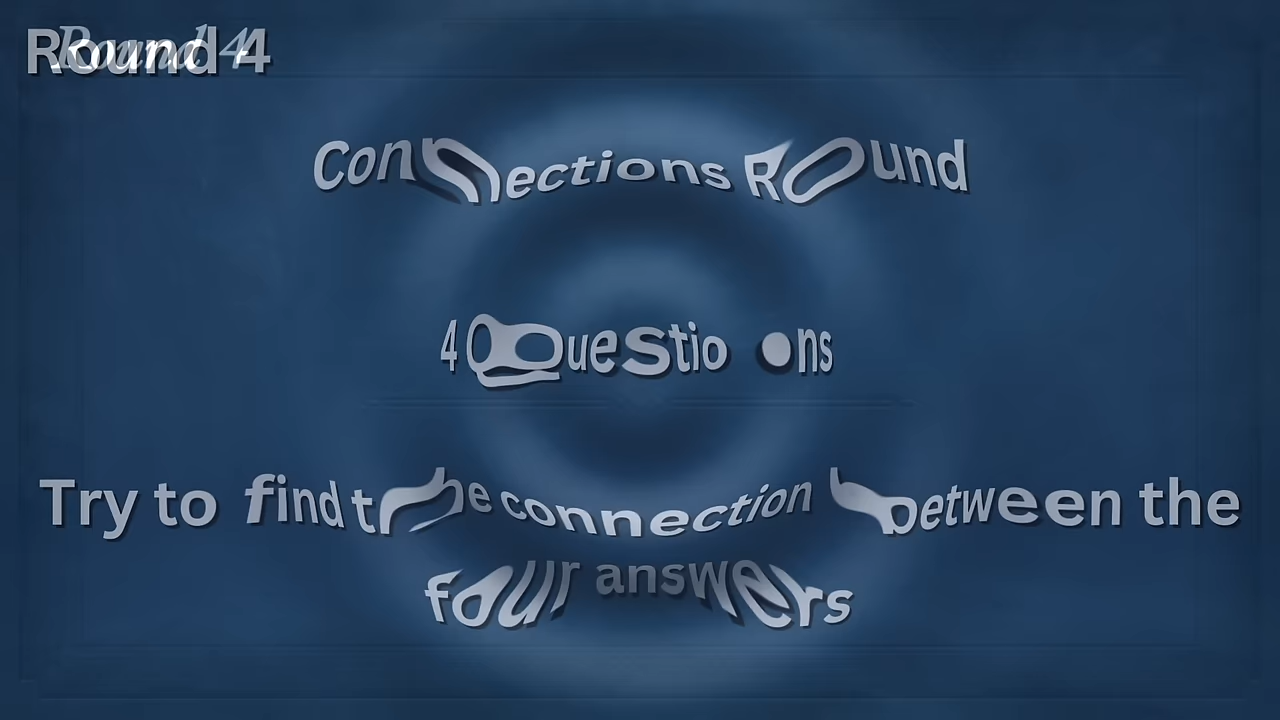 Round 4
Connections Round
4 Questions
Try to find the connection between the
four answers